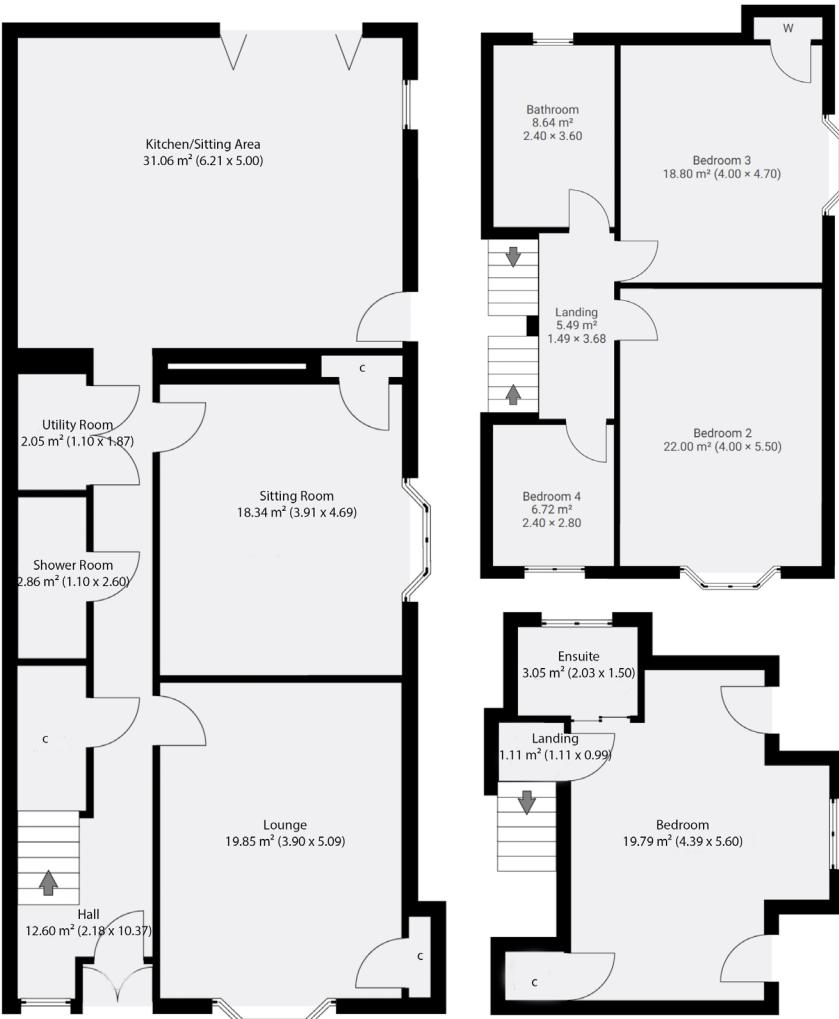 Kitchen/Sitting Area
31.06 m² (6.21 x 5.00)
c
Utility Room
2.05 m² (1.10 x 1.87)
Sitting Room
18.34 m² (3.91 x 4.69)
Shower Room
2.86 m² (1.10 x 2.60)
c
Lounge
19.85 m² (3.90 x 5.09)
Hall
12.60 m² (2.18 x 10.37)
c
W
Bathroom
8.64 m²
2.40 × 3.60
Bedroom 3
18.80 m² (4.00 × 4.70)
Landing
5.49 m²
1.49 × 3.68
Bedroom 2
22.00 m² (4.00 × 5.50)
Bedroom 4
6.72 m²
2.40 × 2.80
Ensuite
3.05 m² (2.03 x 1.50)
Landing
1.11 m² (1.11 x 0.99)
Bedroom
19.79 m² (4.39 x 5.60)
c